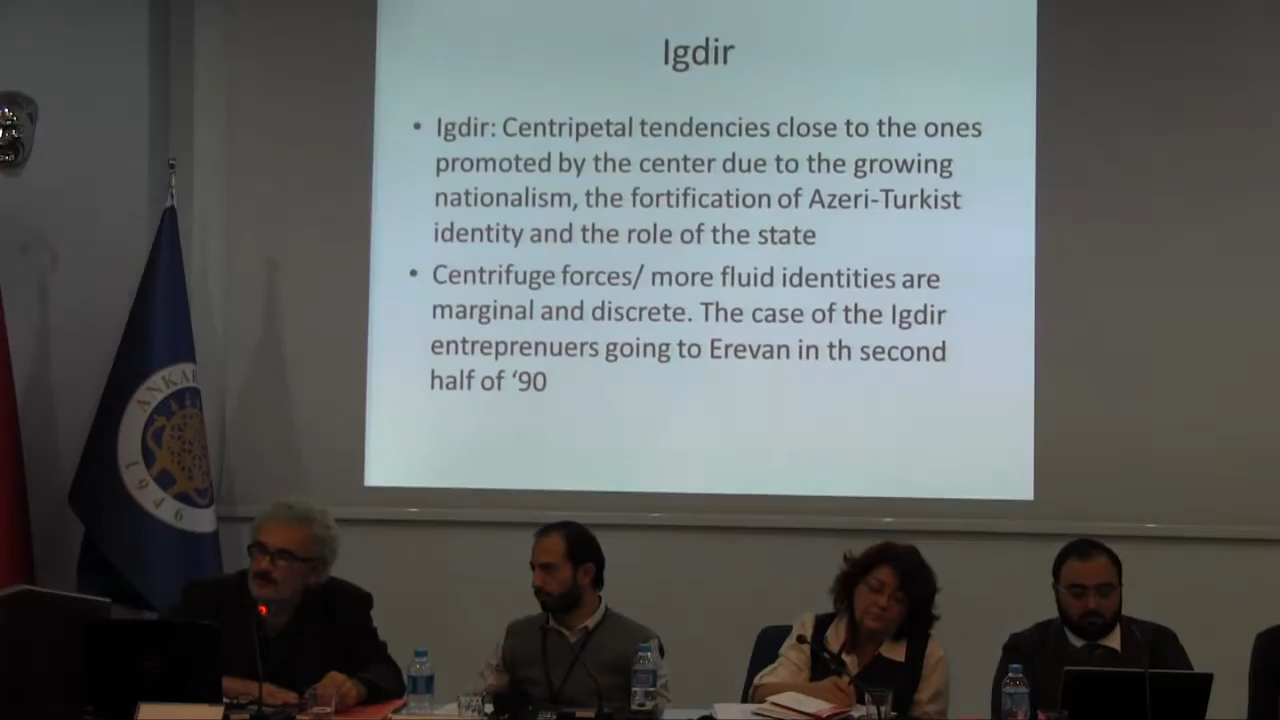 Igdir
• Igdir: Centripetal tendencies close to the ones
promoted by the center due to the growing
nationalism, the fortification of Azeri-Turkist
identity and the role of the state
• Centrifuge forces/ more fluid identities are
marginal and discrete. The case of the Igdir
entreprenuers going to Erevan in th second
half of ‘90
ANKAR
1946